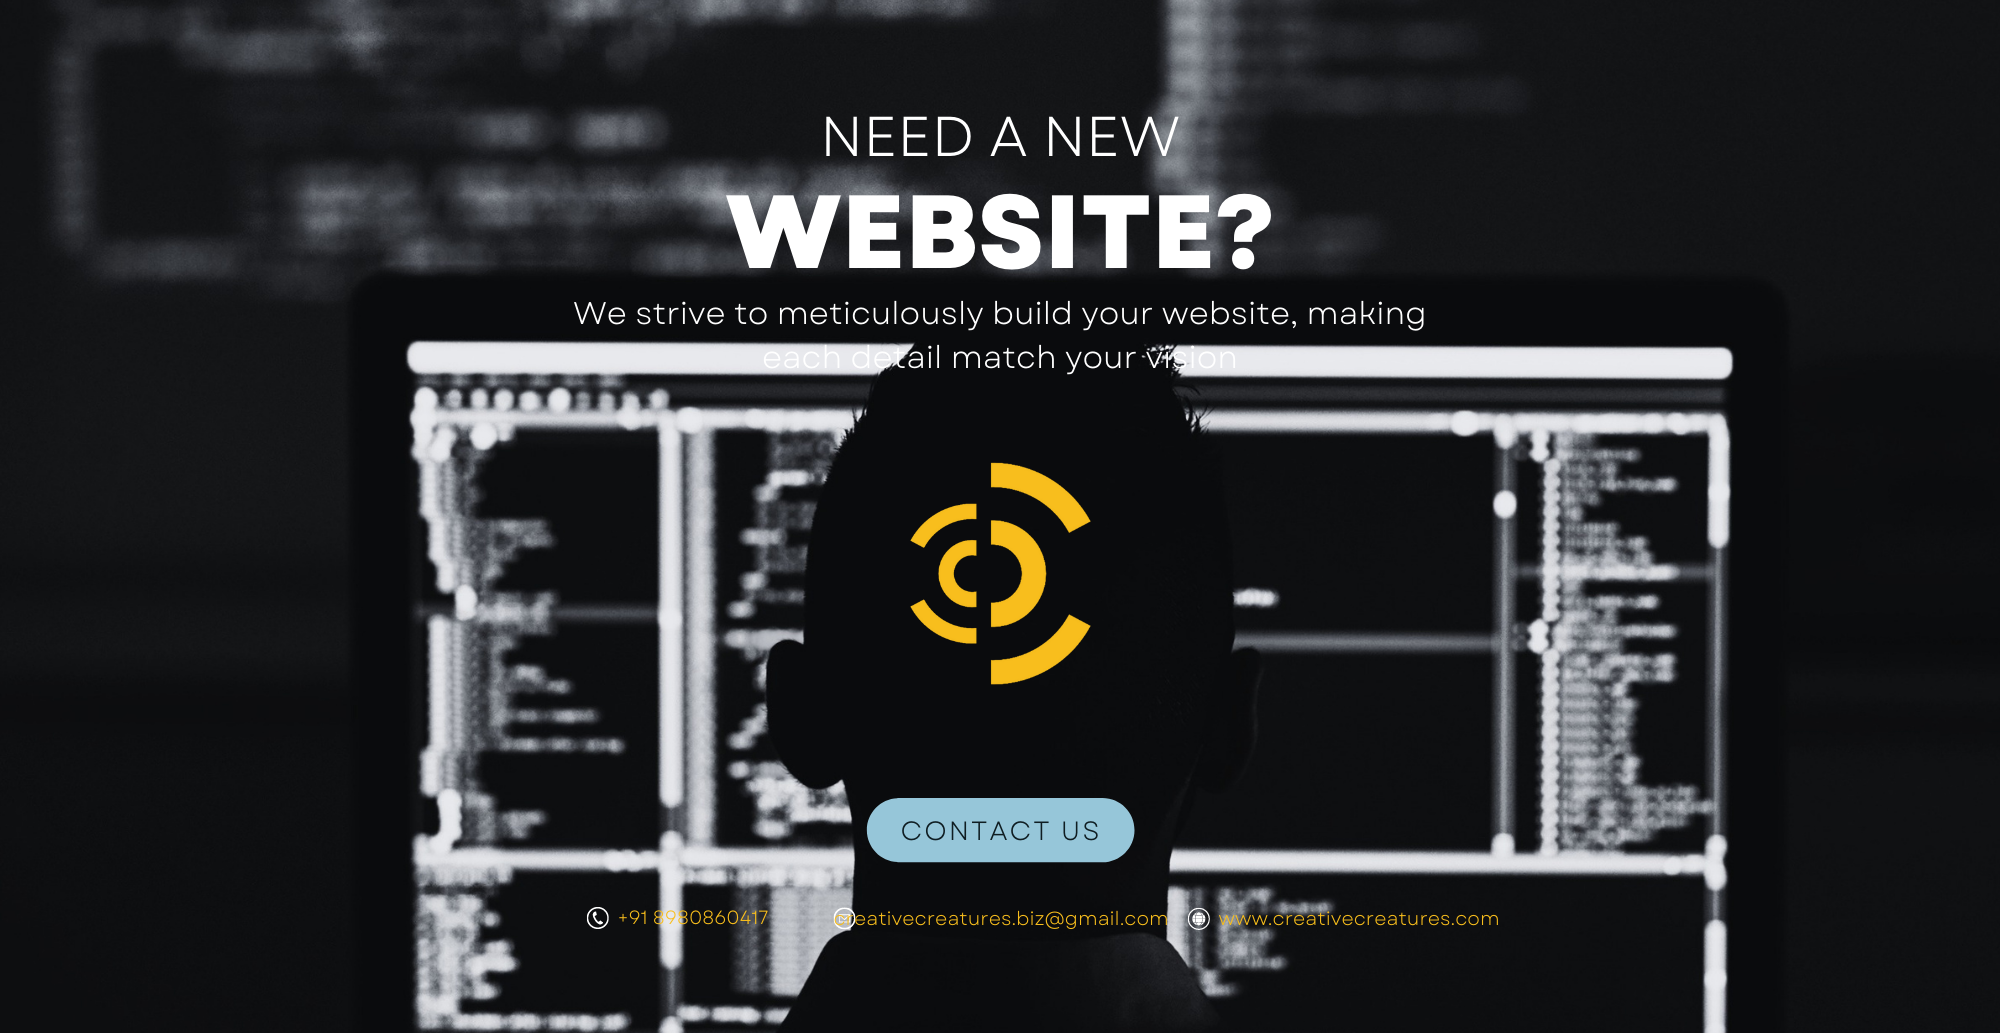 NEED A NEW
WEBSITE?
We strive to meticulously build your website, making
each detail match your vision
CONTACT US
+91 8980860417
eativecreatures.biz@gmail.com
www.creativecreatures.com